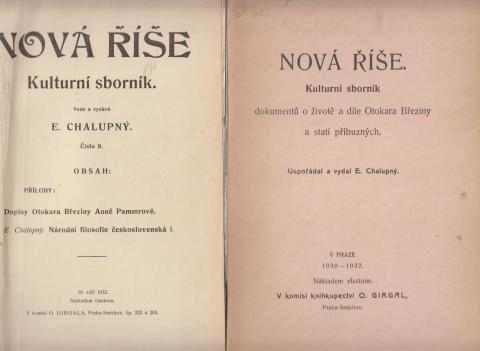 NOVÁ ŘÍŠE
Kulturní sborník.
Vede a vydává
E. CHALUPNÝ.
Číslo 8.
OBSAH:
PŘÍLOHY:
Dopisy Otokara Březiny Anně Pammrové.
E. Chalupný: Národní filosofie československá I.
10. září 1932.
Nákladem vlastním.
V komisi O. GIRGALA, Praha-Smíchov, čp. 222 a 203.
NOVÁ ŘÍŠE.
Kulturní sborník
dokumentů o životě a díle Otokara Březiny
a statí příbuzných.
Uspořádal a vydal E. Chalupný.
V PRAZE
1930—1932.
Nákladem vlastním.
V komisi knihkupectví O. GIRGAL,
Praha-Smíchov.